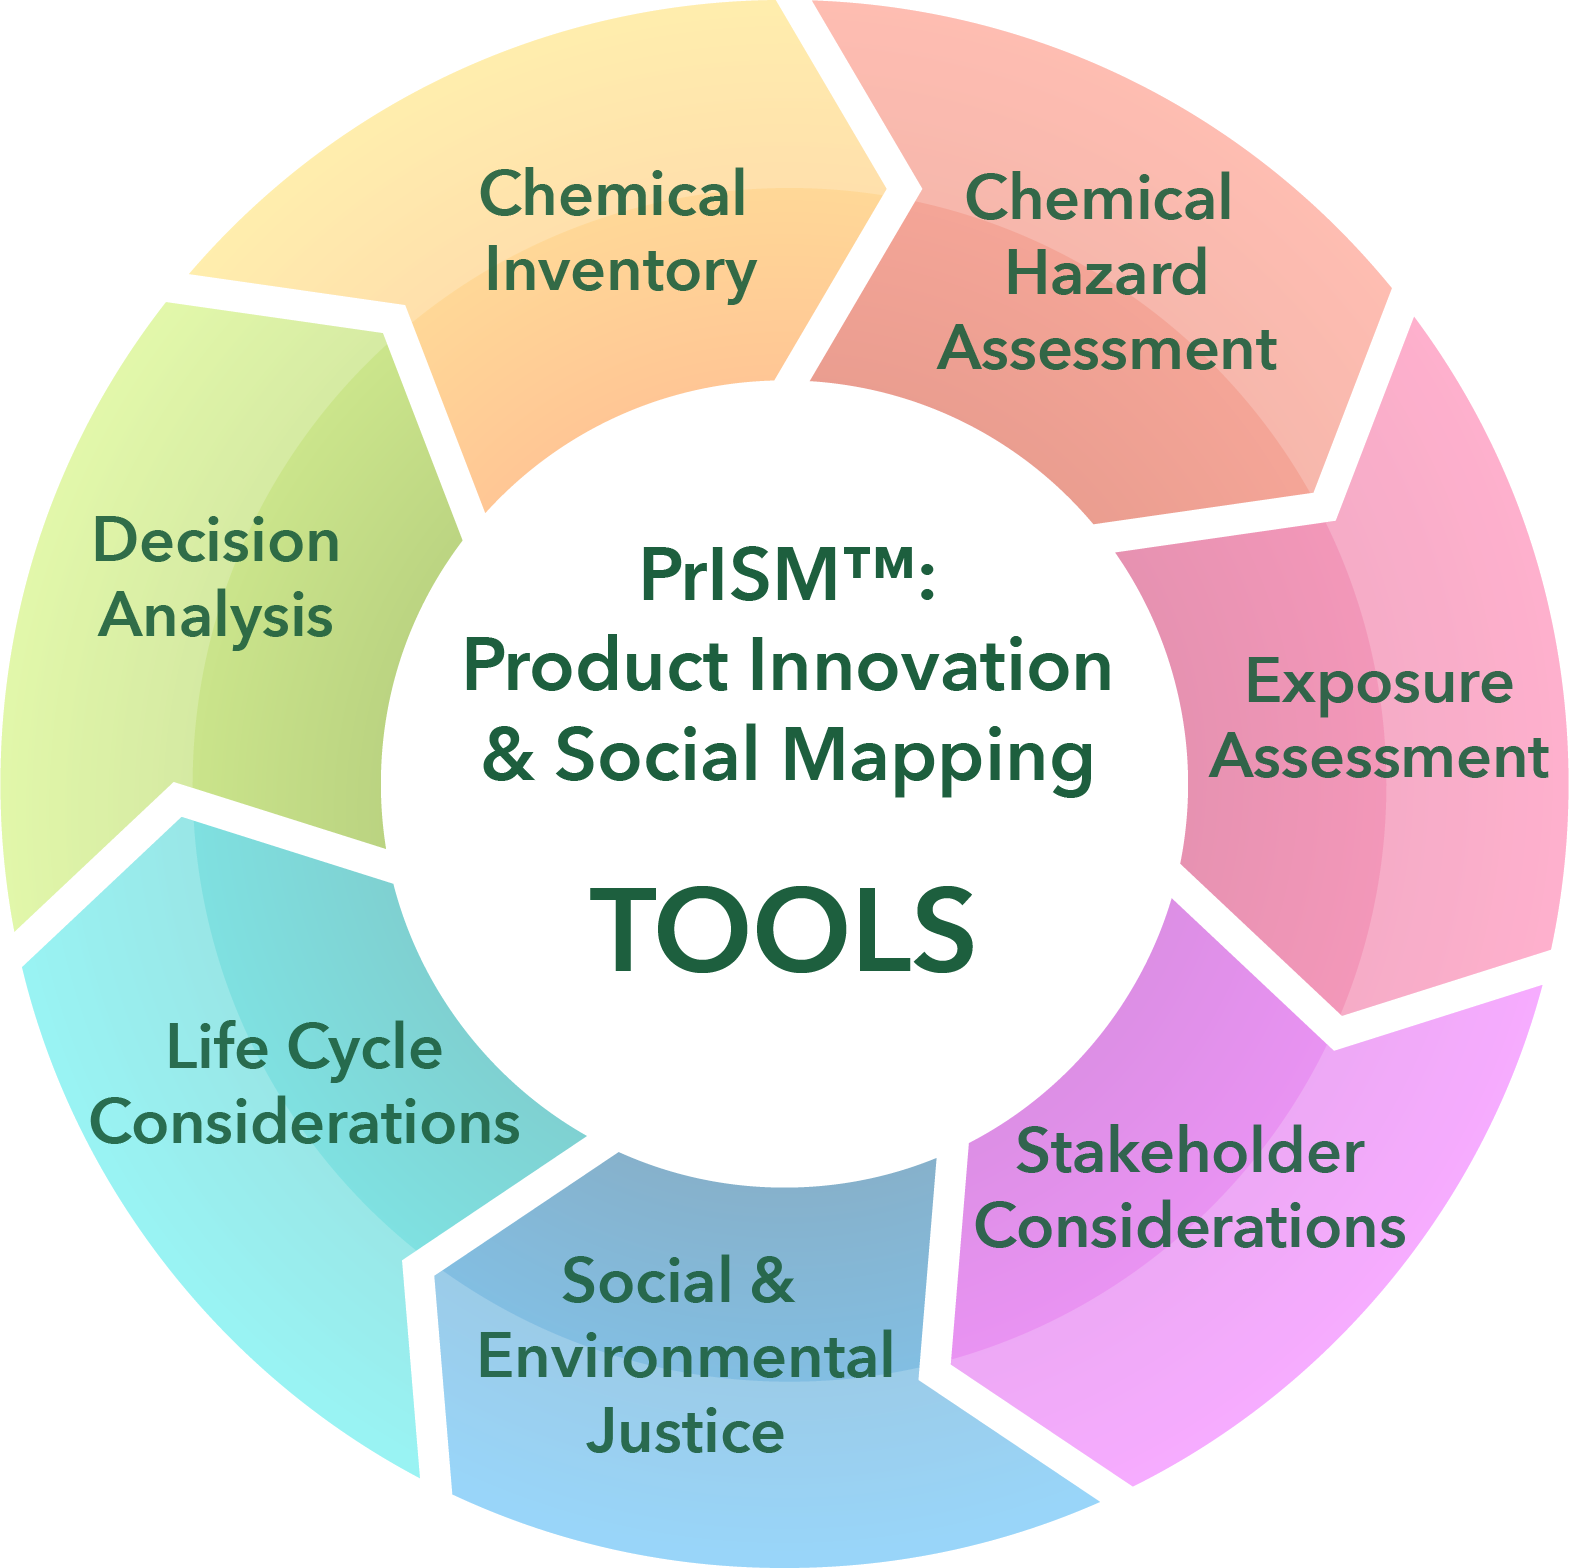 Chemical
Inventory
Chemical
Hazard
Assessment
Exposure
Assessment
Stakeholder
Considerations
Social &
Environmental
Justice
Life Cycle
Considerations
Decision
Analysis
PrISM™:
Product Innovation
& Social Mapping
TOOLS